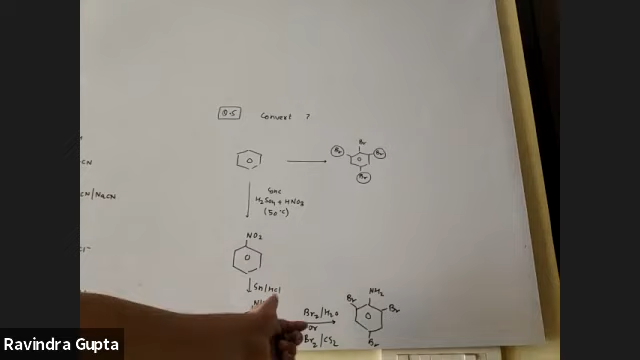 Q.5 Convert ?
Br
Br
Br
Br
CN
Conc
H2SO4 + HNO3
(50°C)
CN/NaCN
NO2
Cl-
Sn/HCl
NH2
Br
Br
Br
Br2/H2O
or
Br2/CS2
Ravindra Gupta